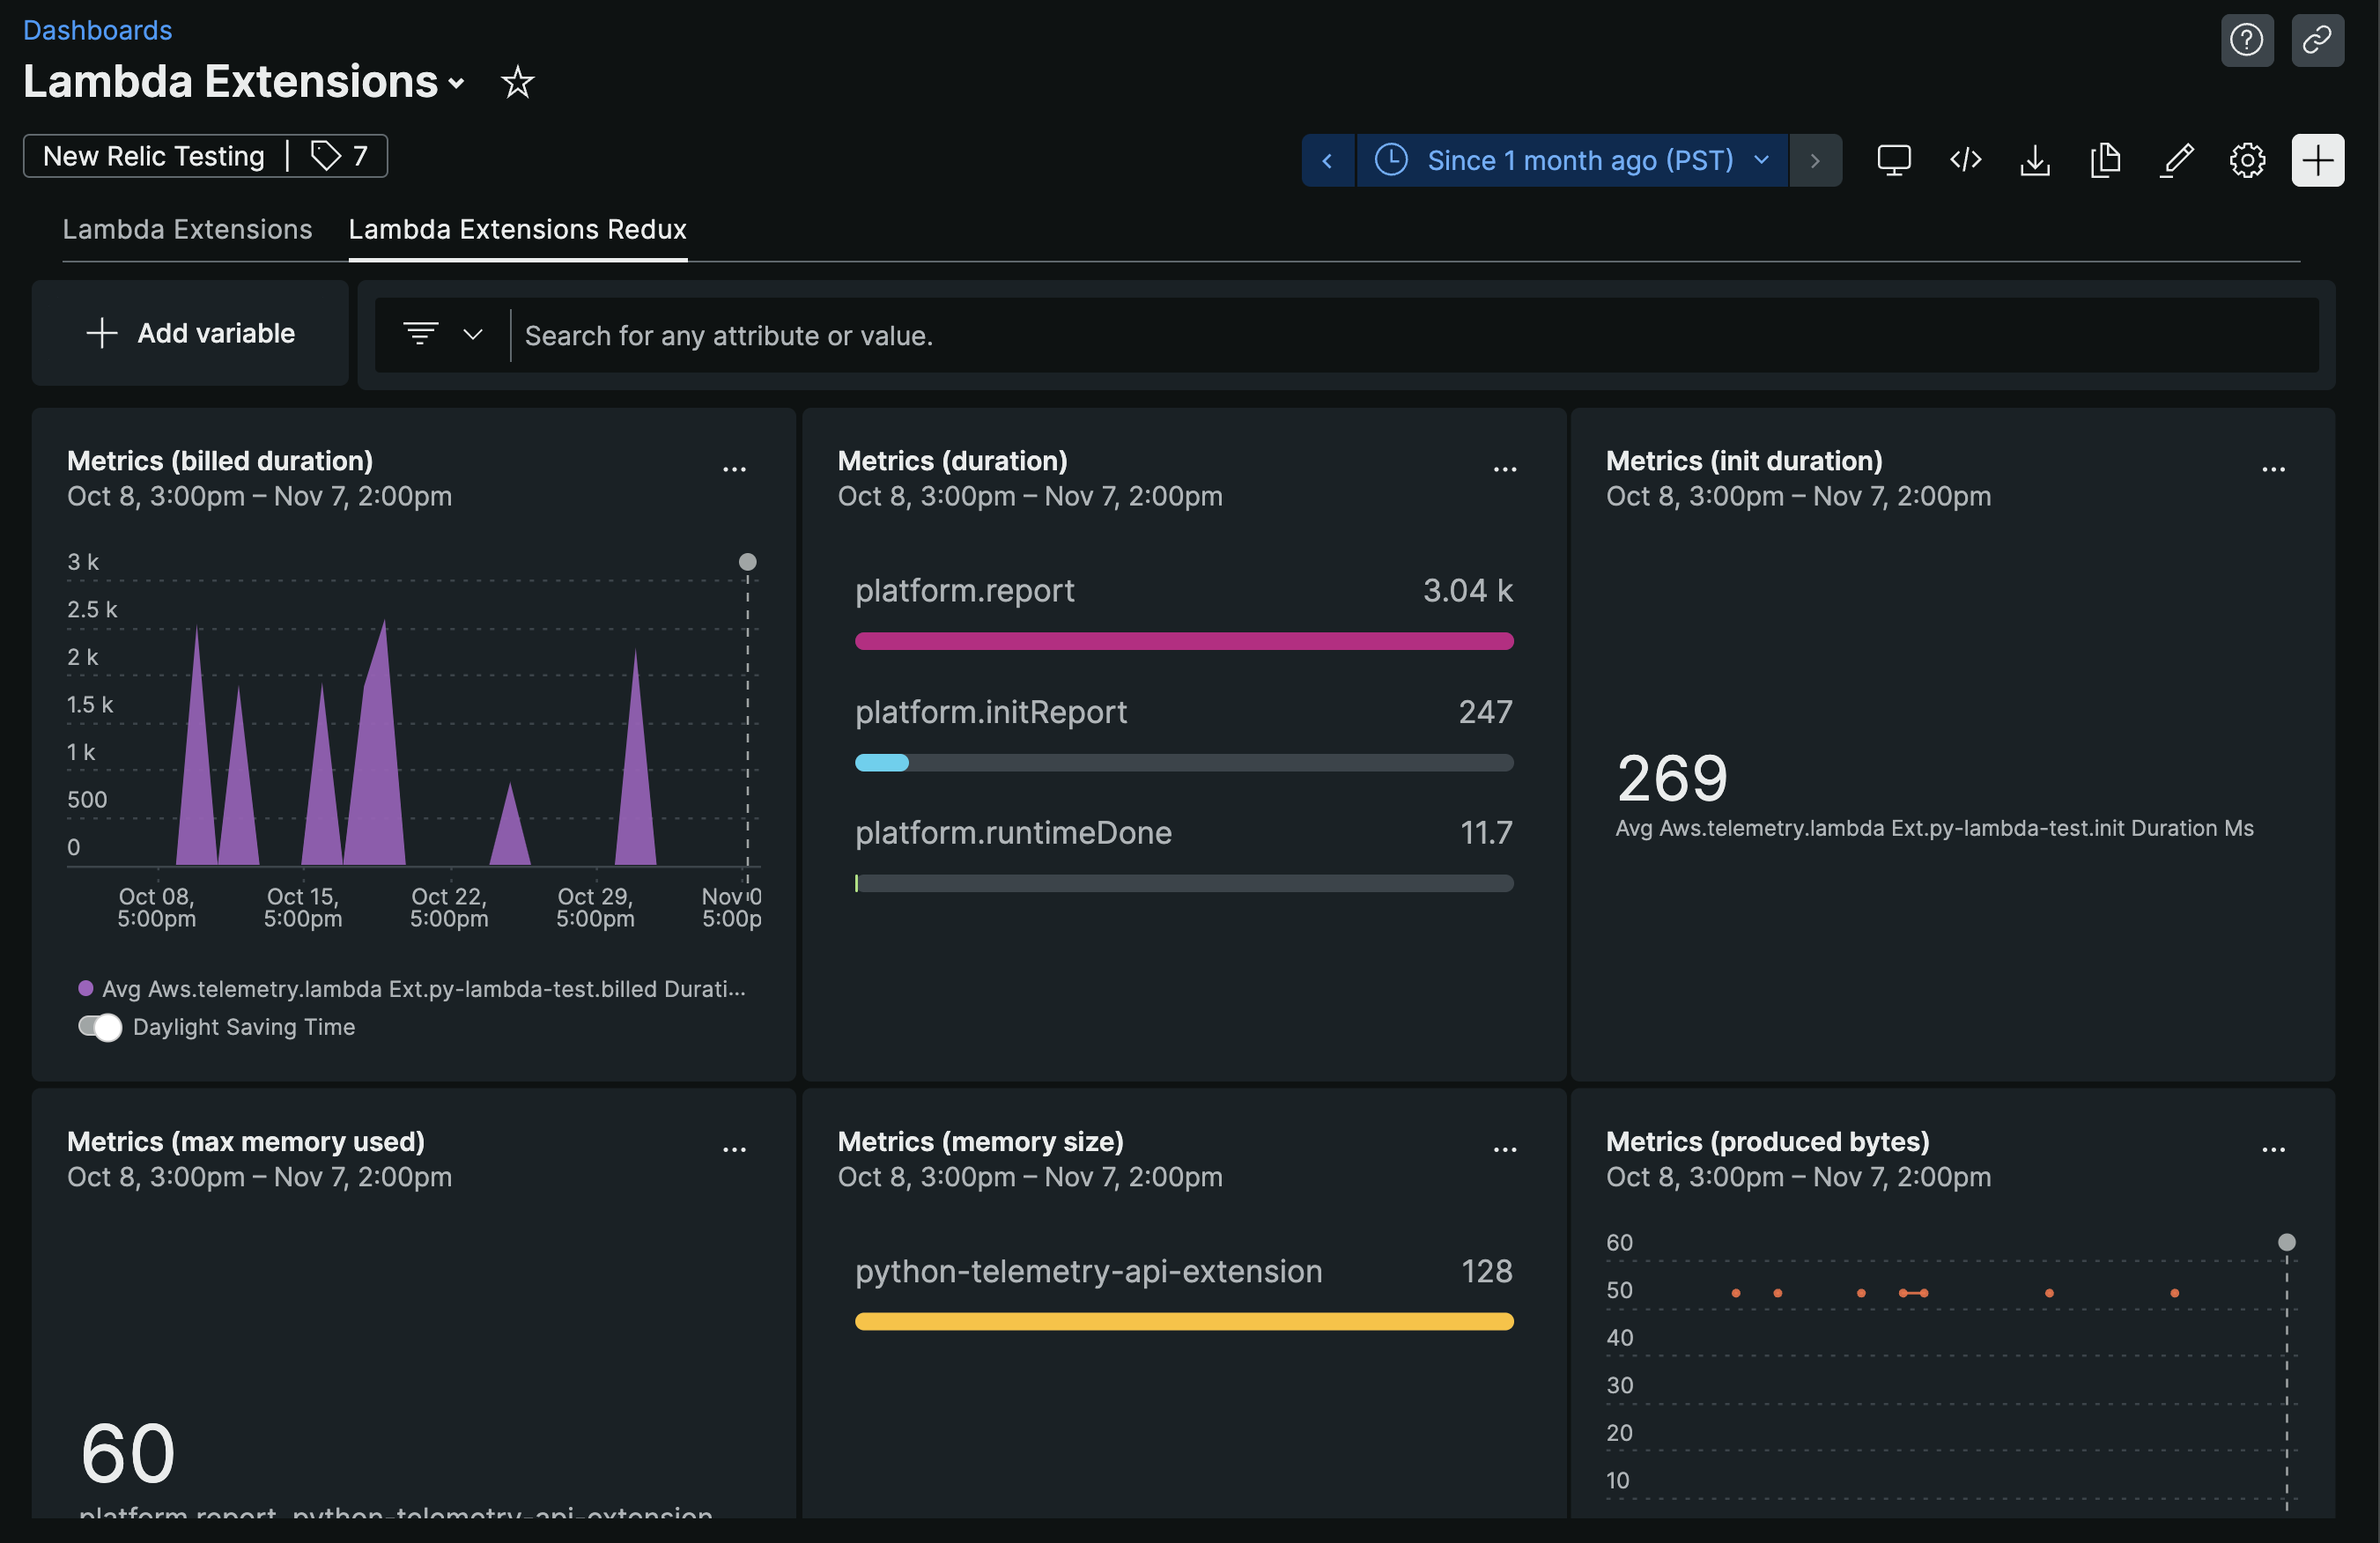 Dashboards
Lambda Extensions
New Relic Testing | 7
Since 1 month ago (PST)
Lambda Extensions
Lambda Extensions Redux
Add variable
Search for any attribute or value.
Metrics (billed duration)
Oct 8, 3:00pm – Nov 7, 2:00pm
3 k
2.5 k
2 k
1.5 k
1 k
500
0
Oct 08, 5:00pm
Oct 15, 5:00pm
Oct 22, 5:00pm
Oct 29, 5:00pm
Nov 0
5:00p
Avg Aws.telemetry.lambda Ext.py-lambda-test.billed Durati...
Daylight Saving Time
Metrics (duration)
Oct 8, 3:00pm – Nov 7, 2:00pm
platform.report 3.04 k
platform.initReport 247
platform.runtimeDone 11.7
Metrics (init duration)
Oct 8, 3:00pm – Nov 7, 2:00pm
269
Avg Aws.telemetry.lambda Ext.py-lambda-test.init Duration Ms
Metrics (max memory used)
Oct 8, 3:00pm – Nov 7, 2:00pm
60
platform.report, python-telemetry-api-extension
Metrics (memory size)
Oct 8, 3:00pm – Nov 7, 2:00pm
python-telemetry-api-extension 128
Metrics (produced bytes)
Oct 8, 3:00pm – Nov 7, 2:00pm
60
50
40
30
20
10